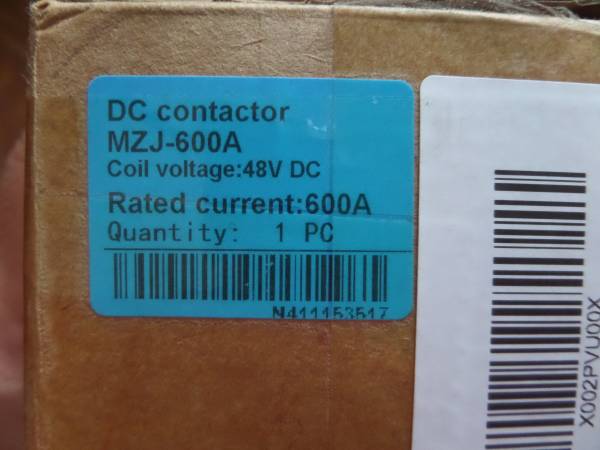 DC contactor
MZJ-600A
Coil voltage:48V DC
Rated current:600A
Quantity: 1 PC
N411153517
X002PVU00X